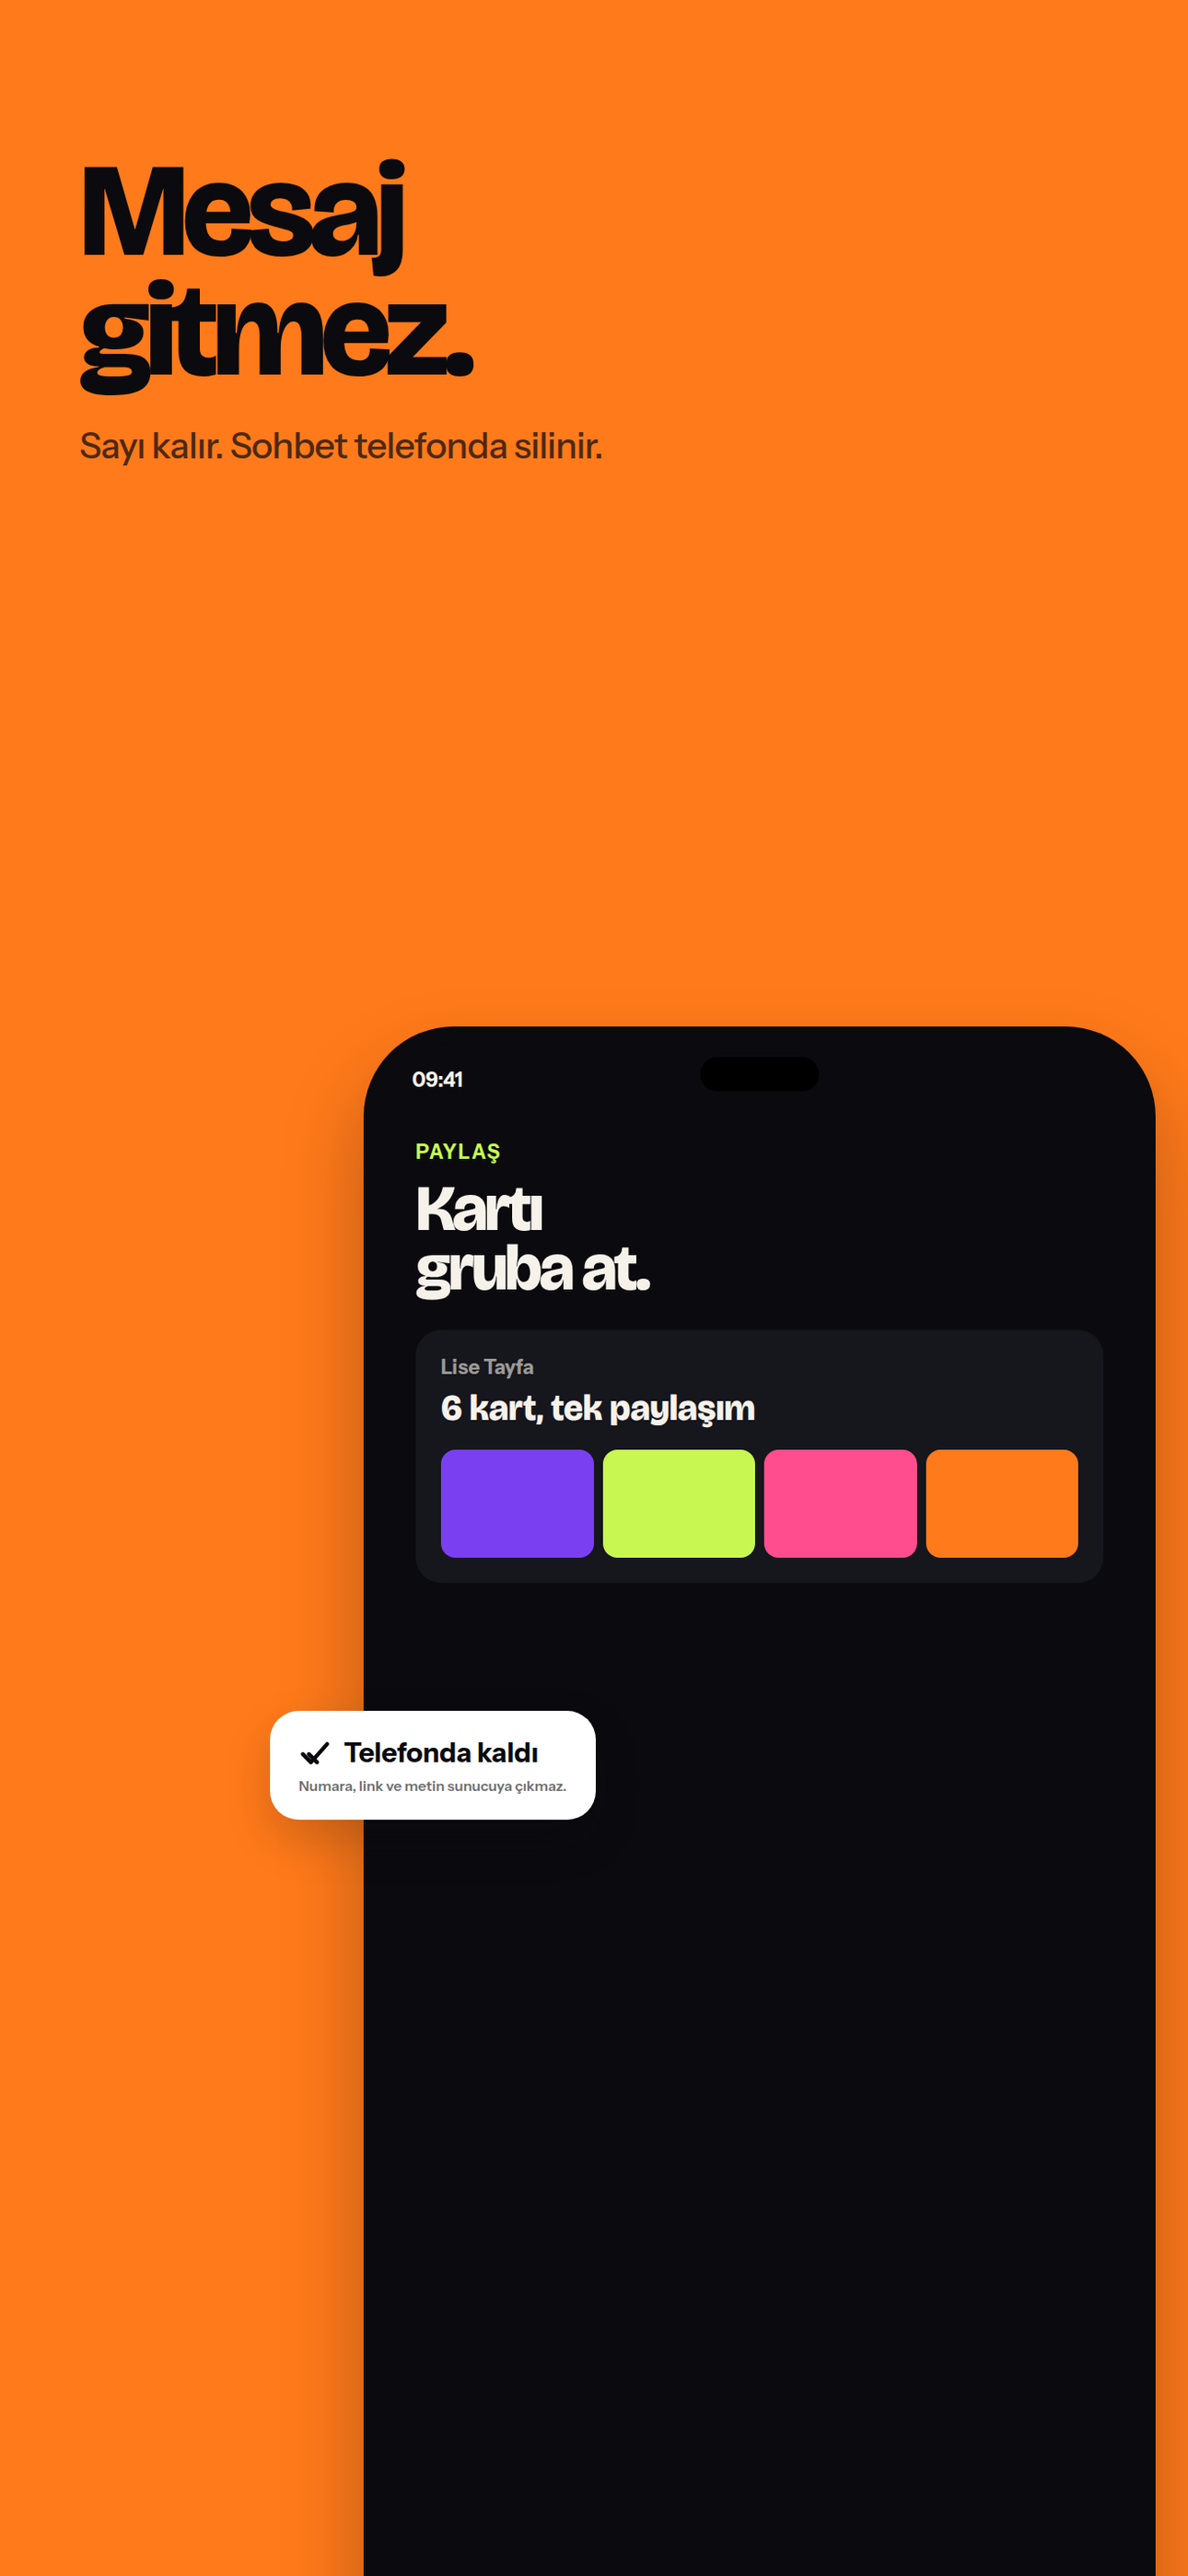 Mesaj
gitmez.
Sayı kalır. Sohbet telefonda silinir.
09:41
PAYLAŞ
Kartı
gruba at.
Lise Tayfa
6 kart, tek paylaşım
Telefonda kaldı
Numara, link ve metin sunucuya çıkmaz.